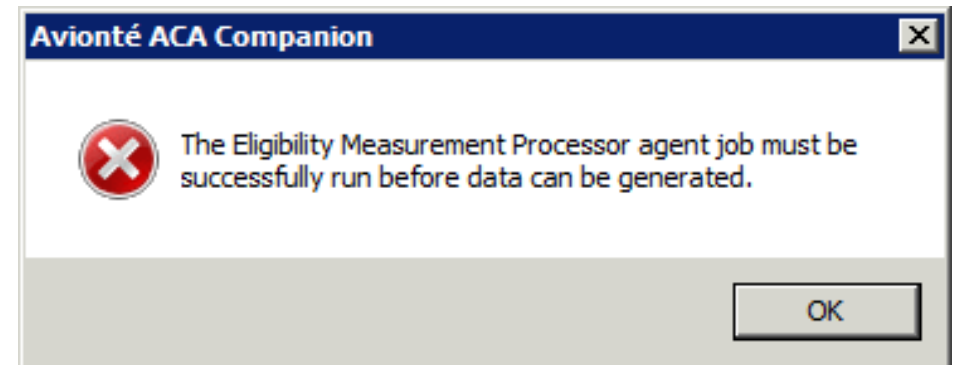 Avionté ACA Companion
The Eligibility Measurement Processor agent job must be
successfully run before data can be generated.
OK